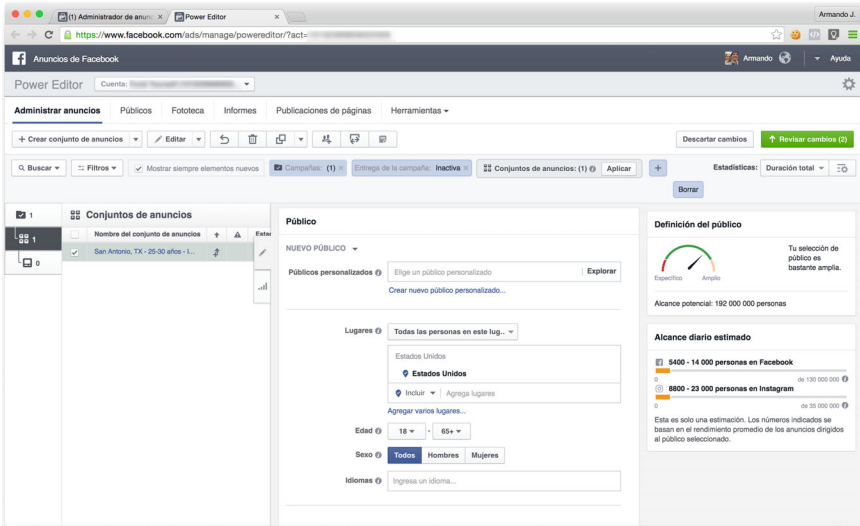 (1) Administrador de anunc Power Editor Armando J.
https://www.facebook.com/ads/manage/powereditor/?act=
Anuncios de Facebook Armando Ayuda
Power Editor Cuenta:
Administrar anuncios Públicos Fototeca Informes Publicaciones de páginas Herramientas
+ Crear conjunto de anuncios Editar Descartar cambios Revisar cambios (2)
Buscar Filtros Mostrar siempre elementos nuevos Campañas: (1) × Entrega de la campaña: Inactiva × Conjuntos de anuncios: (1) Aplicar + Estadísticas: Duración total
Borrar
1 Conjuntos de anuncios
1 Nombre del conjunto de anuncios Estad
0 San Antonio, TX - 25-30 años - I...
Público
NUEVO PÚBLICO
Públicos personalizados Elige un público personalizado Explorar
Crear nuevo público personalizado...
Lugares Todas las personas en este lug..
Estados Unidos
Estados Unidos
Incluir Agrega lugares
Agregar varios lugares...
Edad 18 - 65+
Sexo Todos Hombres Mujeres
Idiomas Ingresa un idioma...
Definición del público
Tu selección de
público es
bastante amplia.
Específico Amplio
Alcance potencial: 192 000 000 personas
Alcance diario estimado
5400 - 14 000 personas en Facebook
0 de 130 000 000
8800 - 23 000 personas en Instagram
0 de 35 000 000
Esta es solo una estimación. Los números indicados se
basan en el rendimiento promedio de los anuncios dirigidos
al público seleccionado.